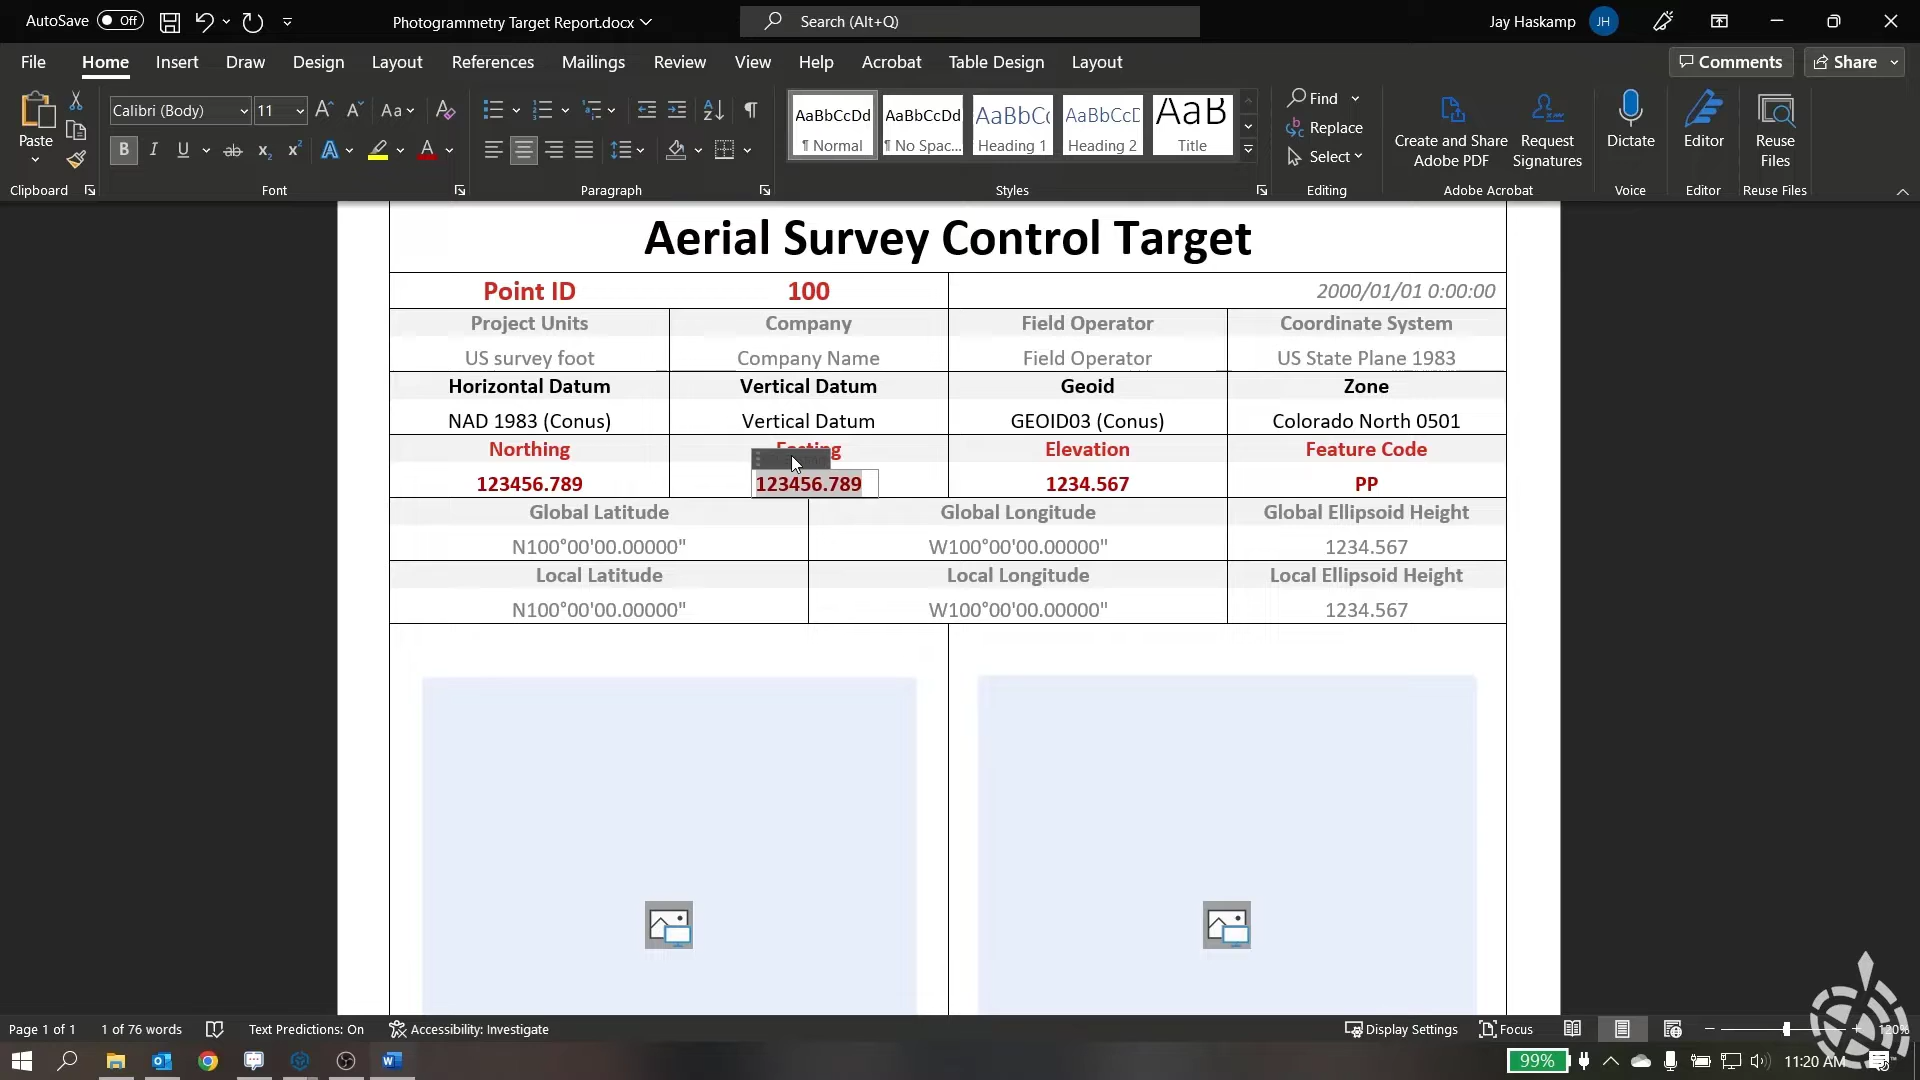 AutoSave Off Photogrammetry Target Report.docx Search (Alt+Q) Jay Haskamp JH
File Home Insert Draw Design Layout References Mailings Review View Help Acrobat Table Design Layout Comments Share
Paste
Clipboard
Calibri (Body) 11 Aa
B I U ab x₂ x² A A
Font
Paragraph
AaBbCcDd AaBbCcDd AaBbCc AaBbCcD AaB
¶ Normal ¶ No Spac... Heading 1 Heading 2 Title
Styles
Find
Replace
Select
Editing
Create and Share Adobe PDF
Request Signatures
Adobe Acrobat
Dictate
Voice
Editor
Editor
Reuse Files
Reuse Files
Aerial Survey Control Target
Point ID 100 2000/01/01 0:00:00
Project Units Company Field Operator Coordinate System
US survey foot Company Name Field Operator US State Plane 1983
Horizontal Datum Vertical Datum Geoid Zone
NAD 1983 (Conus) Vertical Datum GEOID03 (Conus) Colorado North 0501
Northing Easting Elevation Feature Code
123456.789 123456.789 1234.567 PP
Global Latitude Global Longitude Global Ellipsoid Height
N100°00'00.00000" W100°00'00.00000" 1234.567
Local Latitude Local Longitude Local Ellipsoid Height
N100°00'00.00000" W100°00'00.00000" 1234.567
Page 1 of 1 1 of 76 words Text Predictions: On Accessibility: Investigate Display Settings Focus 120%
99% 11:20 AM